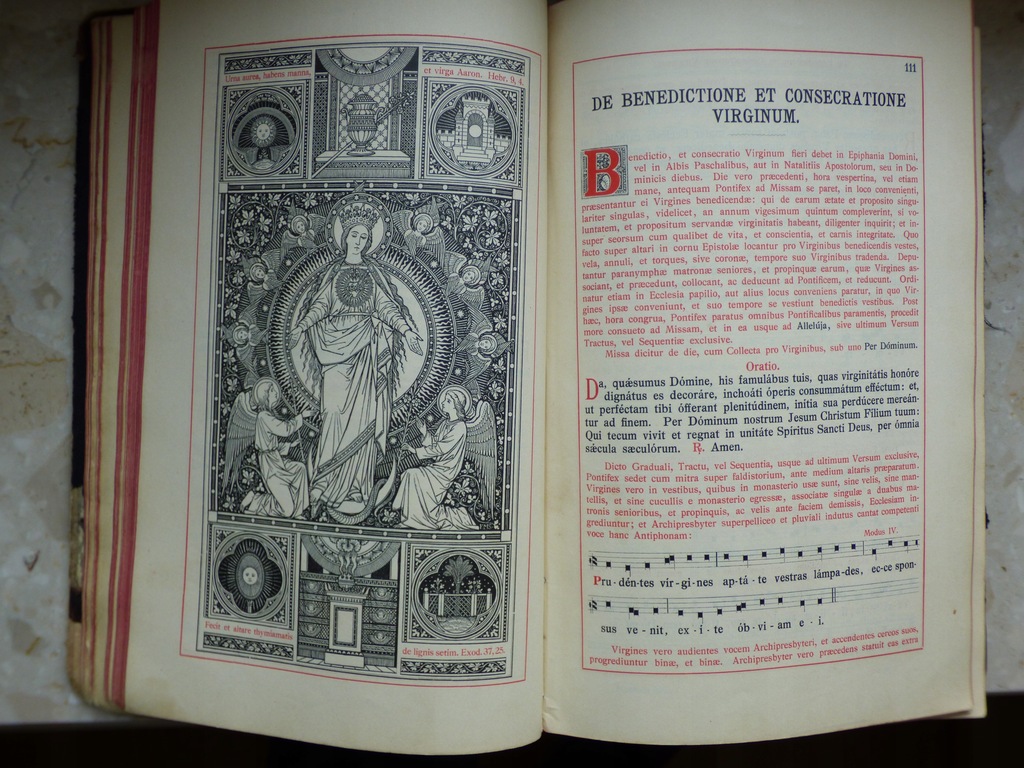 Urna aurea, habens manna,
et virga Aaron. Hebr. 9, 4.
Fecit et altare thymiamatis
de lignis setim. Exod. 37, 25.
111
DE BENEDICTIONE ET CONSECRATIONE
VIRGINUM.
Benedictio, et consecratio Virginum fieri debet in Epiphania Domini,
vel in Albis Paschalibus, aut in Natalitiis Apostolorum, seu in Do-
minicis diebus. Die vero præcedenti, hora vespertina, vel etiam
mane, antequam Pontifex ad Missam se paret, in loco convenienti,
præsentantur ei Virgines benedicendæ: qui de earum ætate et proposito singu-
lariter singulas, videlicet, an annum vigesimum quintum compleverint, si vo-
luntatem, et propositum servandæ virginitatis habeant, diligenter inquirit; et in-
super seorsum cum qualibet de vita, et conscientia, et carnis integritate. Quo
facto super altari in cornu Epistolæ locantur pro Virginibus benedicendis vestes,
vela, annuli, et torques, sive coronæ, tempore suo Virginibus tradenda. Depu-
tantur paranymphæ matronæ seniores, et propinquæ earum, quæ Virgines as-
sociant, et præcedunt, collocant, ac deducunt ad Pontificem, et reducunt. Ordi-
natur etiam in Ecclesia papilio, aut alius locus conveniens paratur, in quo Vir-
gines ipsæ conveniunt, et suo tempore se vestiunt benedictis vestibus. Post
hæc, hora congrua, Pontifex paratus omnibus Pontificalibus paramentis, procedit
more consueto ad Missam, et in ea usque ad Allelúja, sive ultimum Versum
Tractus, vel Sequentiæ exclusive.
Missa dicitur de die, cum Collecta pro Virginibus, sub uno Per Dóminum.
Oratio.
Da, quǽsumus Dómine, his famulábus tuis, quas virginitátis honóre
dignátus es decoráre, inchoáti óperis consummátum efféctum: et,
ut perféctam tibi ófferant plenitúdinem, inítia sua perdúcere mereán-
tur ad finem. Per Dóminum nostrum Jesum Christum Fílium tuum:
Qui tecum vivit et regnat in unitáte Spíritus Sancti Deus, per ómnia
sǽcula sæculórum. ℟. Amen.
Dicto Graduali, Tractu, vel Sequentia, usque ad ultimum Versum exclusive,
Pontifex sedet cum mitra super faldistorium, ante medium altaris præparatum.
Virgines vero in vestibus, quibus in monasterio usæ sunt, sine velis, sine man-
tellis, et sine cucullis e monasterio egressæ, associatæ singulæ a duabus ma-
tronis senioribus, et propinquis, ac velis ante faciem demissis, Ecclesiam in-
grediuntur; et Archipresbyter superpelliceo et pluviali indutus cantat competenti
voce hanc Antiphonam:
Modus IV.
Pru-dén-tes vir-gi-nes ap-tá-te vestras lámpa-des, ec-ce spon-
sus ve-nit, ex-í-te ób-vi-am e-i.
Virgines vero audientes vocem Archipresbyteri, et accendentes cereos suos,
progrediuntur binæ, et binæ. Archipresbyter vero præcedens statuit eas extra